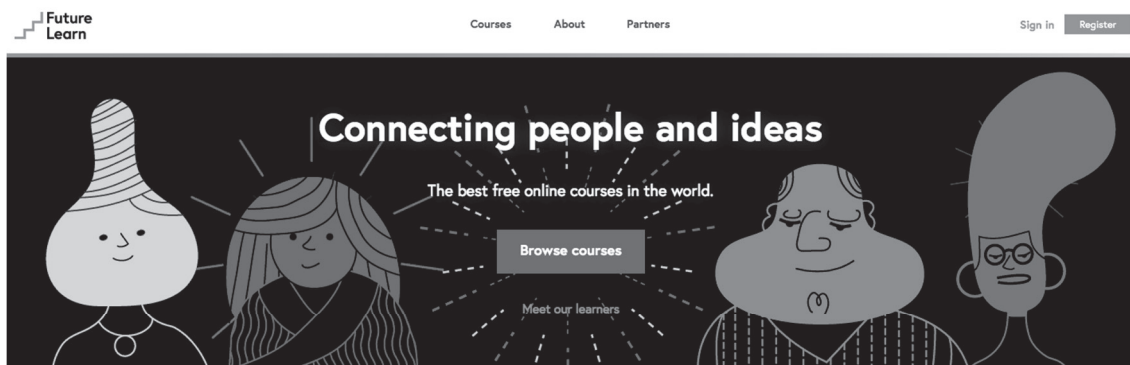 Future
Learn
Courses About Partners
Sign in Register
Connecting people and ideas
The best free online courses in the world.
Browse courses
Meet our learners